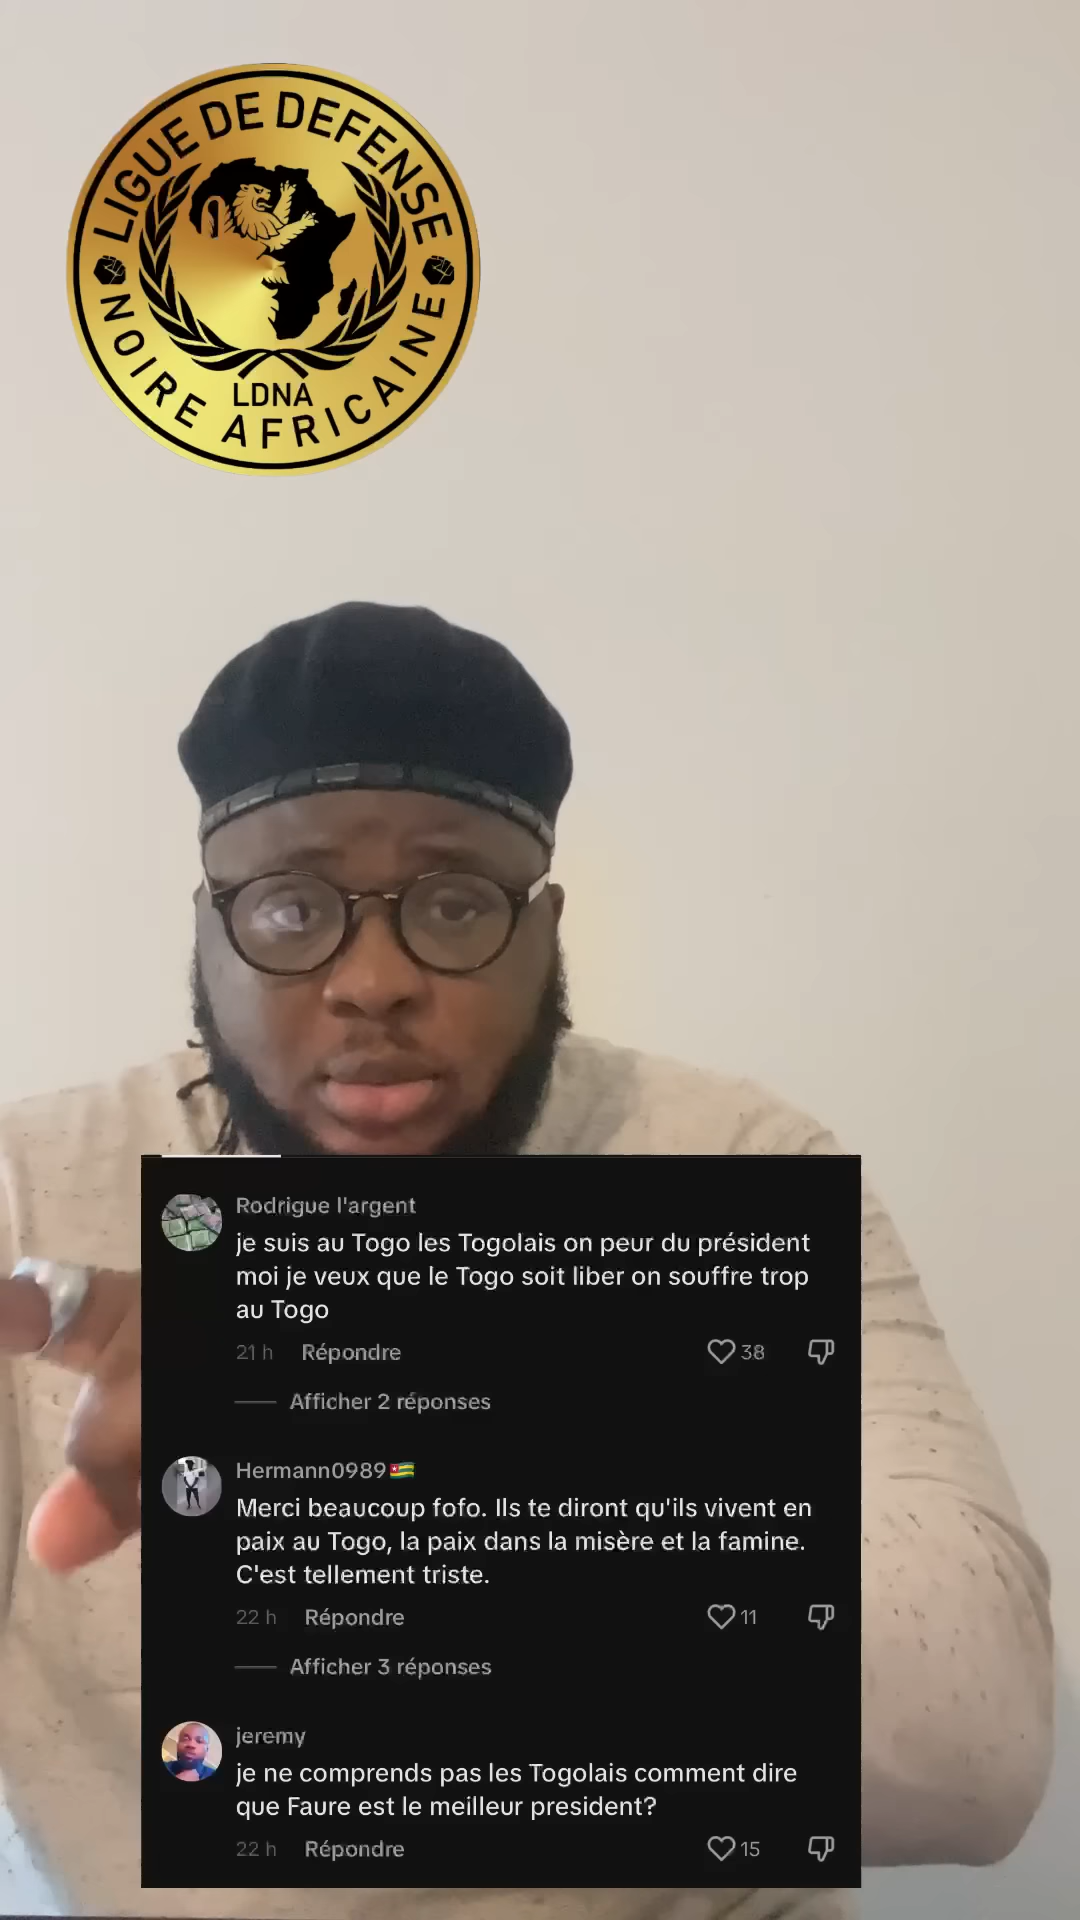 LIGUE DE DEFENSE
NOIRE AFRICAINE
LDNA
Rodrigue l'argent
je suis au Togo les Togolais on peur du président
moi je veux que le Togo soit liber on souffre trop
au Togo
21 h Répondre 38
Afficher 2 réponses
Hermann0989
Merci beaucoup fofo. Ils te diront qu'ils vivent en
paix au Togo, la paix dans la misère et la famine.
C'est tellement triste.
22 h Répondre 11
Afficher 3 réponses
jeremy
je ne comprends pas les Togolais comment dire
que Faure est le meilleur president?
22 h Répondre 15